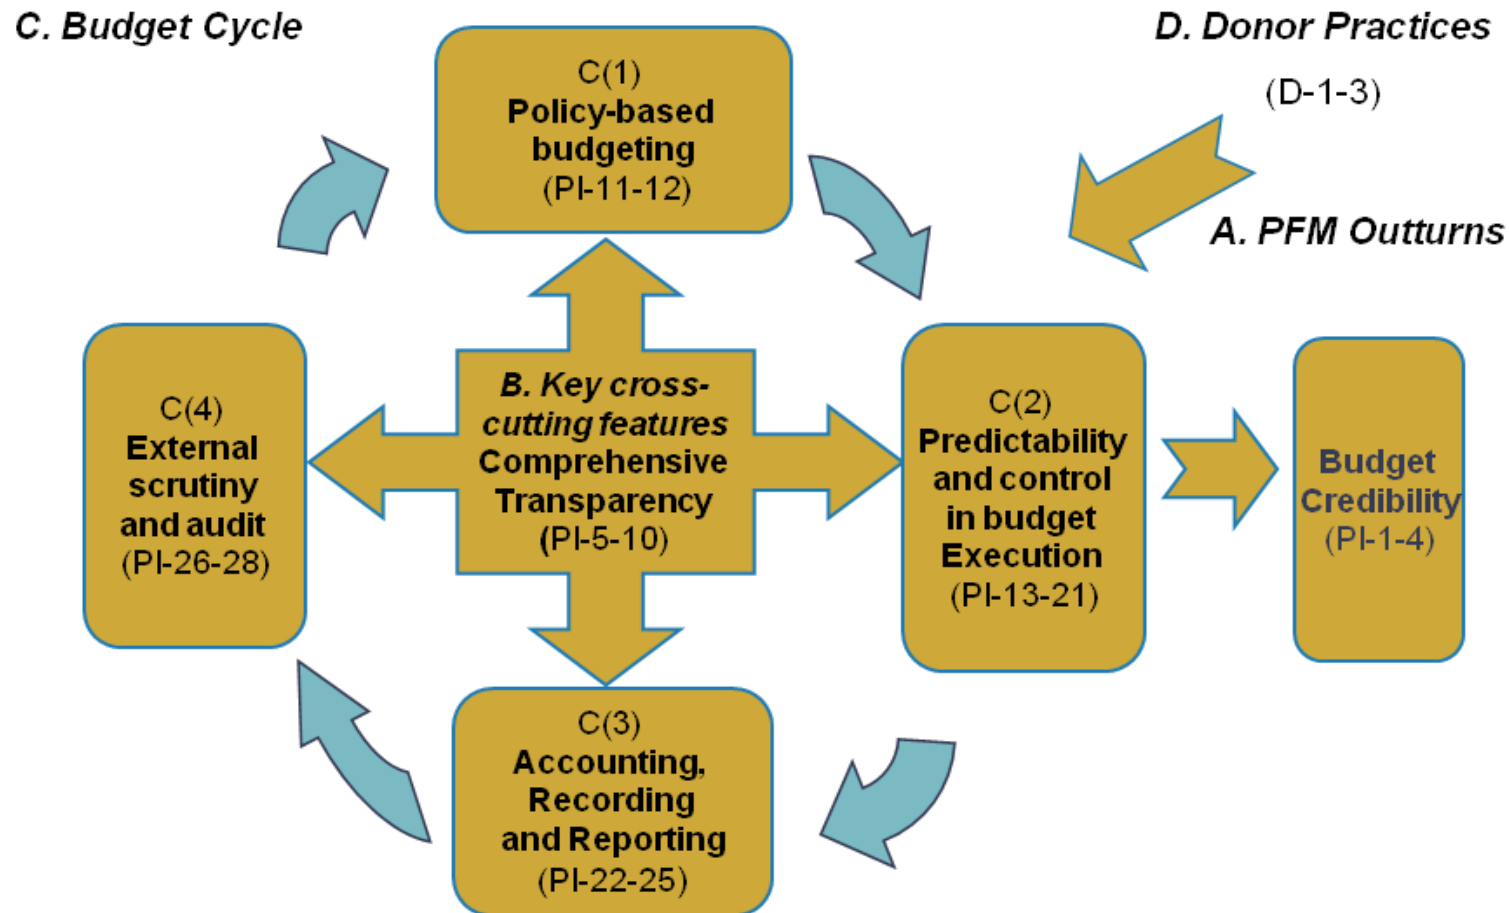 C. Budget Cycle
D. Donor Practices
(D-1-3)
C(1)
Policy-based
budgeting
(PI-11-12)
A. PFM Outturns
B. Key cross-
cutting features
Comprehensive
Transparency
(PI-5-10)
C(4)
External
scrutiny
and audit
(PI-26-28)
C(2)
Predictability
and control
in budget
Execution
(PI-13-21)
Budget
Credibility
(PI-1-4)
C(3)
Accounting,
Recording
and Reporting
(PI-22-25)